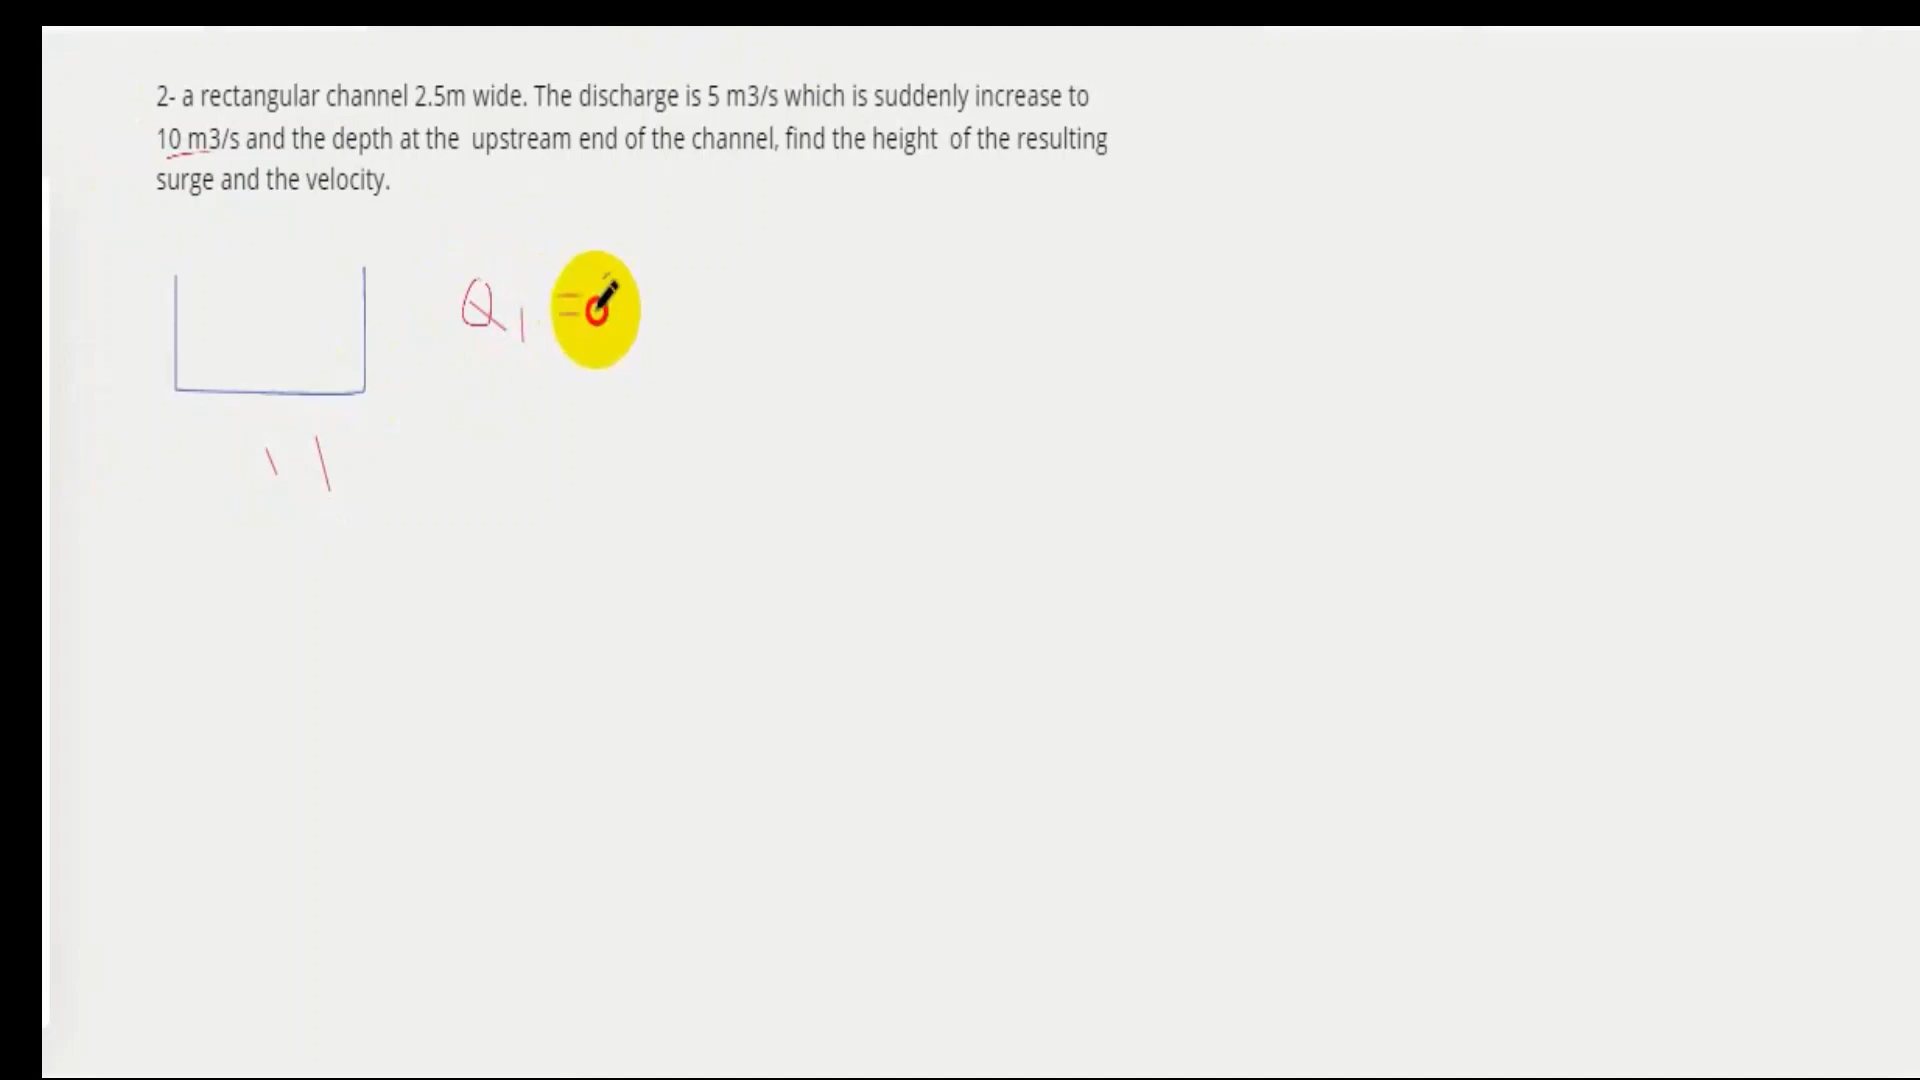 2- a rectangular channel 2.5m wide. The discharge is 5 m3/s which is suddenly increase to
10 m3/s and the depth at the upstream end of the channel, find the height of the resulting
surge and the velocity.
Q1 =